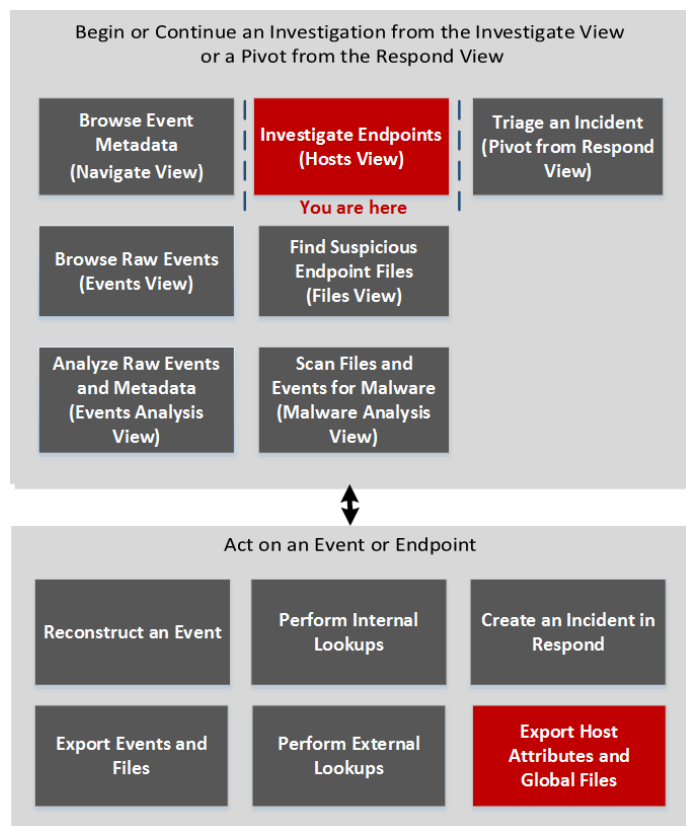 Begin or Continue an Investigation from the Investigate View
or a Pivot from the Respond View
Browse Event
Metadata
(Navigate View)
Investigate Endpoints
(Hosts View)
Triage an Incident
(Pivot from Respond
View)
You are here
Browse Raw Events
(Events View)
Find Suspicious
Endpoint Files
(Files View)
Analyze Raw Events
and Metadata
(Events Analysis
View)
Scan Files and
Events for Malware
(Malware Analysis
View)
Act on an Event or Endpoint
Reconstruct an Event
Perform Internal
Lookups
Create an Incident in
Respond
Export Events and
Files
Perform External
Lookups
Export Host
Attributes and
Global Files